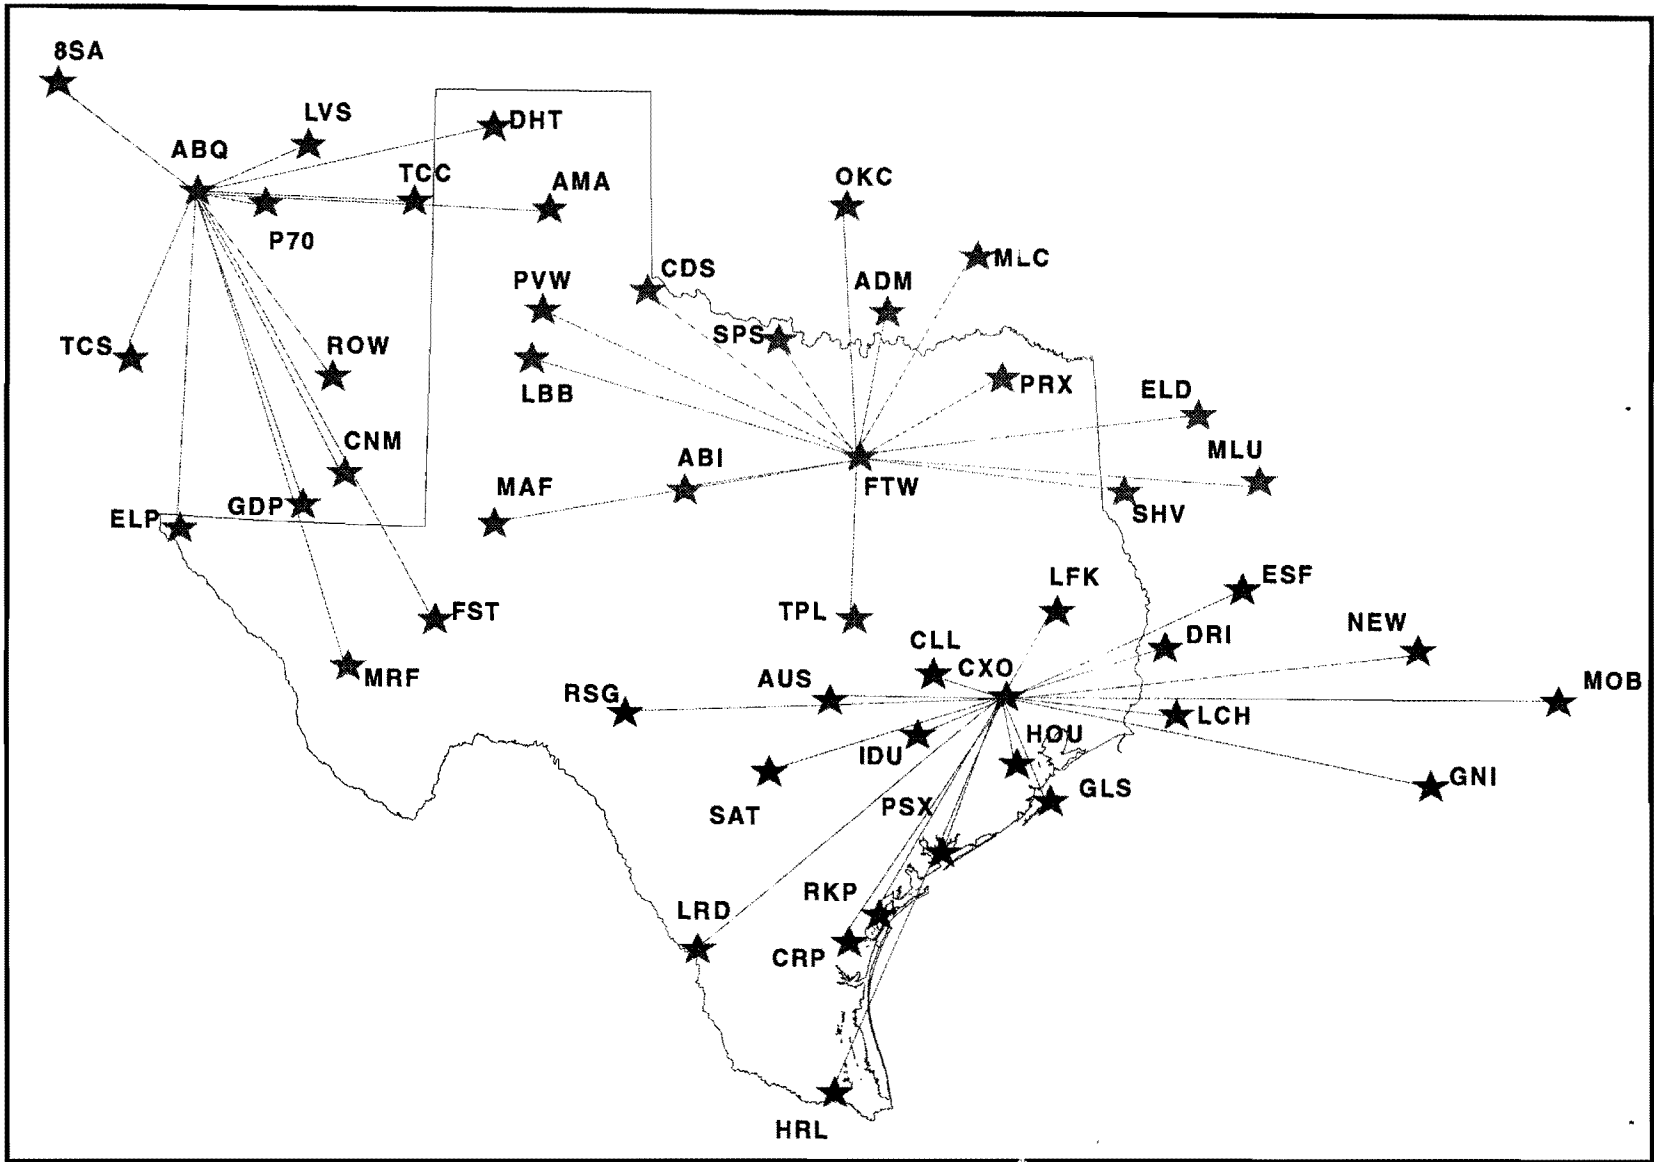 8SA
LVS
DHT
ABQ
TCC
AMA
OKC
P70
MLC
CDS
PVW
ADM
SPS
TCS
ROW
LBB
PRX
ELD
CNM
MLU
ABI
MAF
FTW
GDP
SHV
ELP
LFK
ESF
FST
TPL
NEW
DRI
CLL
CXO
MRF
AUS
MOB
RSG
LCH
HOU
IDU
GNI
GLS
PSX
SAT
RKP
LRD
CRP
HRL